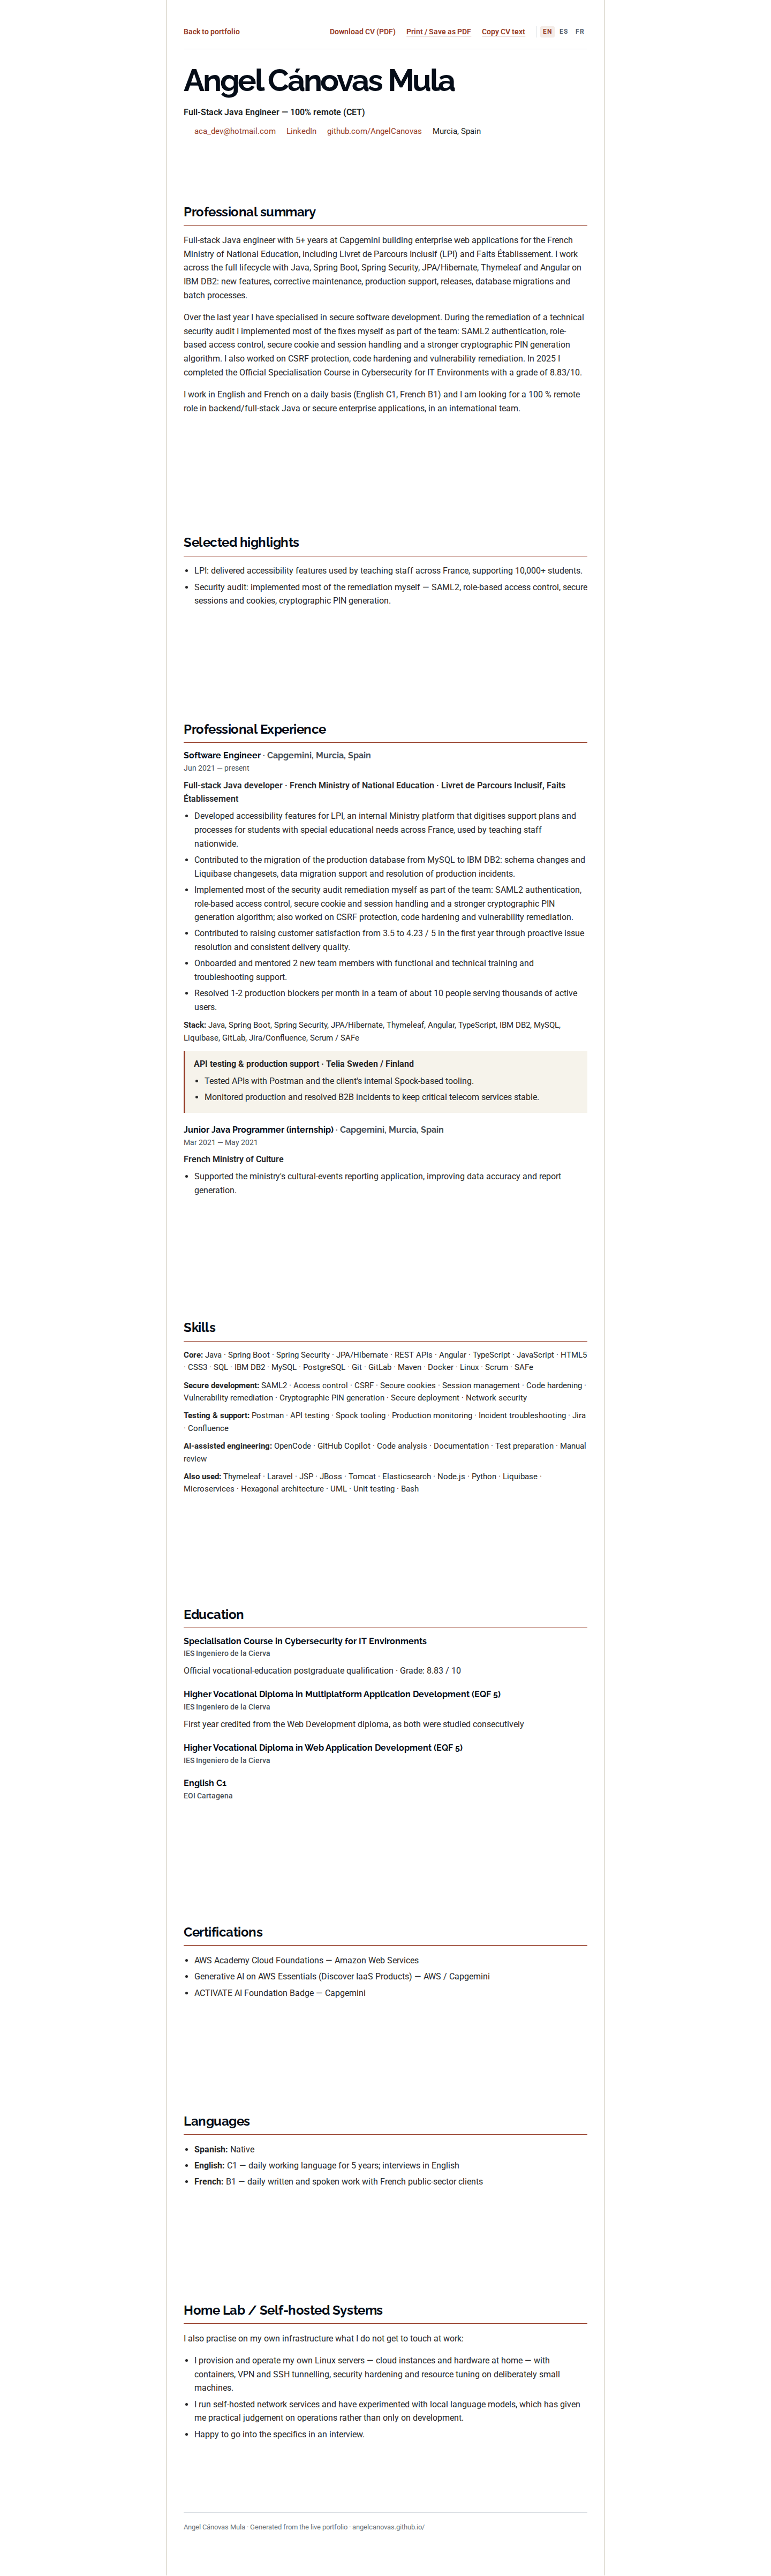 Back to portfolio Download CV (PDF) Print / Save as PDF Copy CV text EN ES FR
Angel Cánovas Mula
Full-Stack Java Engineer — 100% remote (CET)
aca_dev@hotmail.com LinkedIn github.com/AngelCanovas Murcia, Spain
Professional summary
Full-stack Java engineer with 5+ years at Capgemini building enterprise web applications for the French
Ministry of National Education, including Livret de Parcours Inclusif (LPI) and Faits Établissement. I work
across the full lifecycle with Java, Spring Boot, Spring Security, JPA/Hibernate, Thymeleaf and Angular on
IBM DB2: new features, corrective maintenance, production support, releases, database migrations and
batch processes.
Over the last year I have specialised in secure software development. During the remediation of a technical
security audit I implemented most of the fixes myself as part of the team: SAML2 authentication, role-
based access control, secure cookie and session handling and a stronger cryptographic PIN generation
algorithm. I also worked on CSRF protection, code hardening and vulnerability remediation. In 2025 I
completed the Official Specialisation Course in Cybersecurity for IT Environments with a grade of 8.83/10.
I work in English and French on a daily basis (English C1, French B1) and I am looking for a 100 % remote
role in backend/full-stack Java or secure enterprise applications, in an international team.
Selected highlights
• LPI: delivered accessibility features used by teaching staff across France, supporting 10,000+ students.
• Security audit: implemented most of the remediation myself — SAML2, role-based access control, secure
sessions and cookies, cryptographic PIN generation.
Professional Experience
Software Engineer · Capgemini, Murcia, Spain
Jun 2021 — present
Full-stack Java developer · French Ministry of National Education · Livret de Parcours Inclusif, Faits
Établissement
• Developed accessibility features for LPI, an internal Ministry platform that digitises support plans and
processes for students with special educational needs across France, used by teaching staff
nationwide.
• Contributed to the migration of the production database from MySQL to IBM DB2: schema changes and
Liquibase changesets, data migration support and resolution of production incidents.
• Implemented most of the security audit remediation myself as part of the team: SAML2 authentication,
role-based access control, secure cookie and session handling and a stronger cryptographic PIN
generation algorithm; also worked on CSRF protection, code hardening and vulnerability remediation.
• Contributed to raising customer satisfaction from 3.5 to 4.23 / 5 in the first year through proactive issue
resolution and consistent delivery quality.
• Onboarded and mentored 2 new team members with functional and technical training and
troubleshooting support.
• Resolved 1-2 production blockers per month in a team of about 10 people serving thousands of active
users.
Stack: Java, Spring Boot, Spring Security, JPA/Hibernate, Thymeleaf, Angular, TypeScript, IBM DB2, MySQL,
Liquibase, GitLab, Jira/Confluence, Scrum / SAFe
API testing & production support · Telia Sweden / Finland
• Tested APIs with Postman and the client's internal Spock-based tooling.
• Monitored production and resolved B2B incidents to keep critical telecom services stable.
Junior Java Programmer (internship) · Capgemini, Murcia, Spain
Mar 2021 — May 2021
French Ministry of Culture
• Supported the ministry's cultural-events reporting application, improving data accuracy and report
generation.
Skills
Core: Java · Spring Boot · Spring Security · JPA/Hibernate · REST APIs · Angular · TypeScript · JavaScript · HTML5
· CSS3 · SQL · IBM DB2 · MySQL · PostgreSQL · Git · GitLab · Maven · Docker · Linux · Scrum · SAFe
Secure development: SAML2 · Access control · CSRF · Secure cookies · Session management · Code hardening ·
Vulnerability remediation · Cryptographic PIN generation · Secure deployment · Network security
Testing & support: Postman · API testing · Spock tooling · Production monitoring · Incident troubleshooting · Jira
· Confluence
AI-assisted engineering: OpenCode · GitHub Copilot · Code analysis · Documentation · Test preparation · Manual
review
Also used: Thymeleaf · Laravel · JSP · JBoss · Tomcat · Elasticsearch · Node.js · Python · Liquibase ·
Microservices · Hexagonal architecture · UML · Unit testing · Bash
Education
Specialisation Course in Cybersecurity for IT Environments
IES Ingeniero de la Cierva
Official vocational-education postgraduate qualification · Grade: 8.83 / 10
Higher Vocational Diploma in Multiplatform Application Development (EQF 5)
IES Ingeniero de la Cierva
First year credited from the Web Development diploma, as both were studied consecutively
Higher Vocational Diploma in Web Application Development (EQF 5)
IES Ingeniero de la Cierva
English C1
EOI Cartagena
Certifications
• AWS Academy Cloud Foundations — Amazon Web Services
• Generative AI on AWS Essentials (Discover IaaS Products) — AWS / Capgemini
• ACTIVATE AI Foundation Badge — Capgemini
Languages
• Spanish: Native
• English: C1 — daily working language for 5 years; interviews in English
• French: B1 — daily written and spoken work with French public-sector clients
Home Lab / Self-hosted Systems
I also practise on my own infrastructure what I do not get to touch at work:
• I provision and operate my own Linux servers — cloud instances and hardware at home — with
containers, VPN and SSH tunnelling, security hardening and resource tuning on deliberately small
machines.
• I run self-hosted network services and have experimented with local language models, which has given
me practical judgement on operations rather than only on development.
• Happy to go into the specifics in an interview.
Angel Cánovas Mula · Generated from the live portfolio · angelcanovas.github.io/